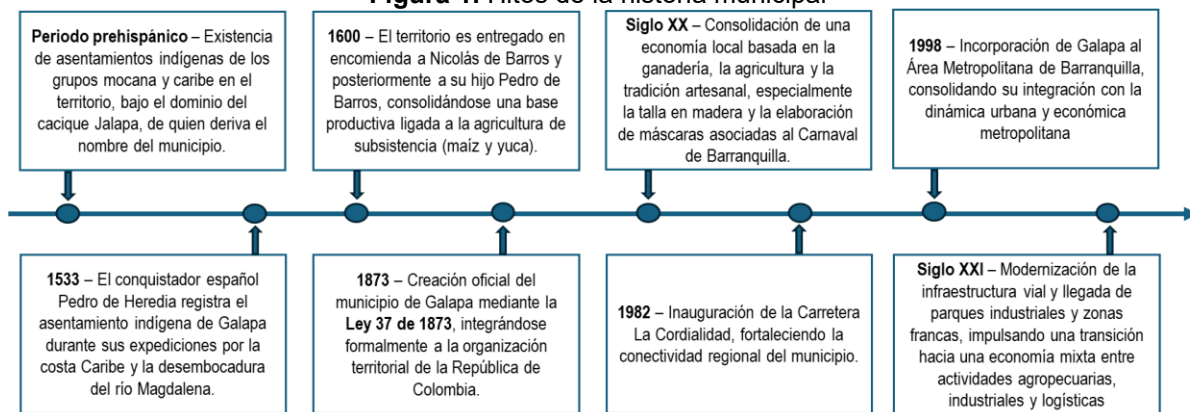 Figura 1. Hitos de la historia municipal
Periodo prehispánico – Existencia
de asentamientos indígenas de los
grupos mocana y caribe en el
territorio, bajo el dominio del
cacique Jalapa, de quien deriva el
nombre del municipio.
1600 – El territorio es entregado en
encomienda a Nicolás de Barros y
posteriormente a su hijo Pedro de
Barros, consolidándose una base
productiva ligada a la agricultura de
subsistencia (maíz y yuca).
Siglo XX – Consolidación de una
economía local basada en la
ganadería, la agricultura y la
tradición artesanal, especialmente
la talla en madera y la elaboración
de máscaras asociadas al Carnaval
de Barranquilla.
1998 – Incorporación de Galapa al
Área Metropolitana de Barranquilla,
consolidando su integración con la
dinámica urbana y económica
metropolitana
1533 – El conquistador español
Pedro de Heredia registra el
asentamiento indígena de Galapa
durante sus expediciones por la
costa Caribe y la desembocadura
del río Magdalena.
1873 – Creación oficial del
municipio de Galapa mediante la
Ley 37 de 1873, integrándose
formalmente a la organización
territorial de la República de
Colombia.
1982 – Inauguración de la Carretera
La Cordialidad, fortaleciendo la
conectividad regional del municipio.
Siglo XXI – Modernización de la
infraestructura vial y llegada de
parques industriales y zonas
francas, impulsando una transición
hacia una economía mixta entre
actividades agropecuarias,
industriales y logísticas